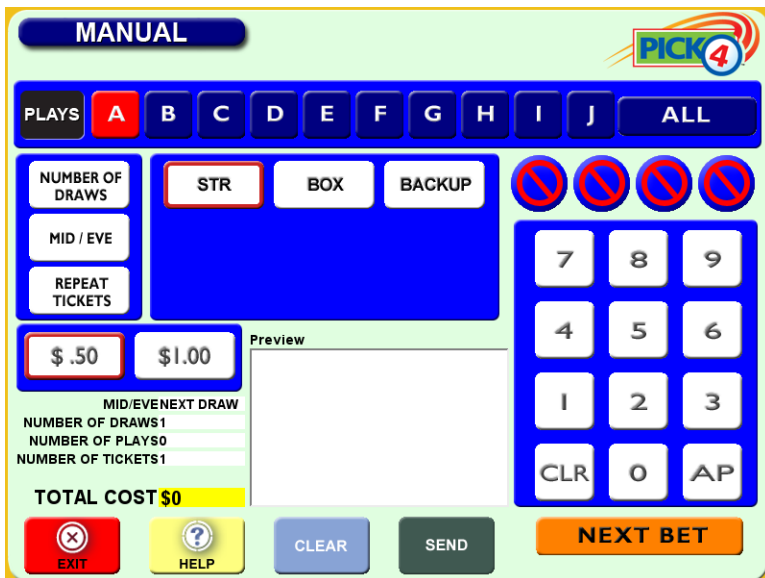 MANUAL
PICK 4
PLAYS A B C D E F G H I J ALL
NUMBER OF
DRAWS
STR BOX BACKUP
MID / EVE
REPEAT
TICKETS
7 8 9
4 5 6
1 2 3
CLR 0 AP
$ .50 $1.00
Preview
MID/EVE NEXT DRAW
NUMBER OF DRAWS 1
NUMBER OF PLAYS 0
NUMBER OF TICKETS 1
TOTAL COST $0
EXIT
? HELP
CLEAR
SEND
NEXT BET